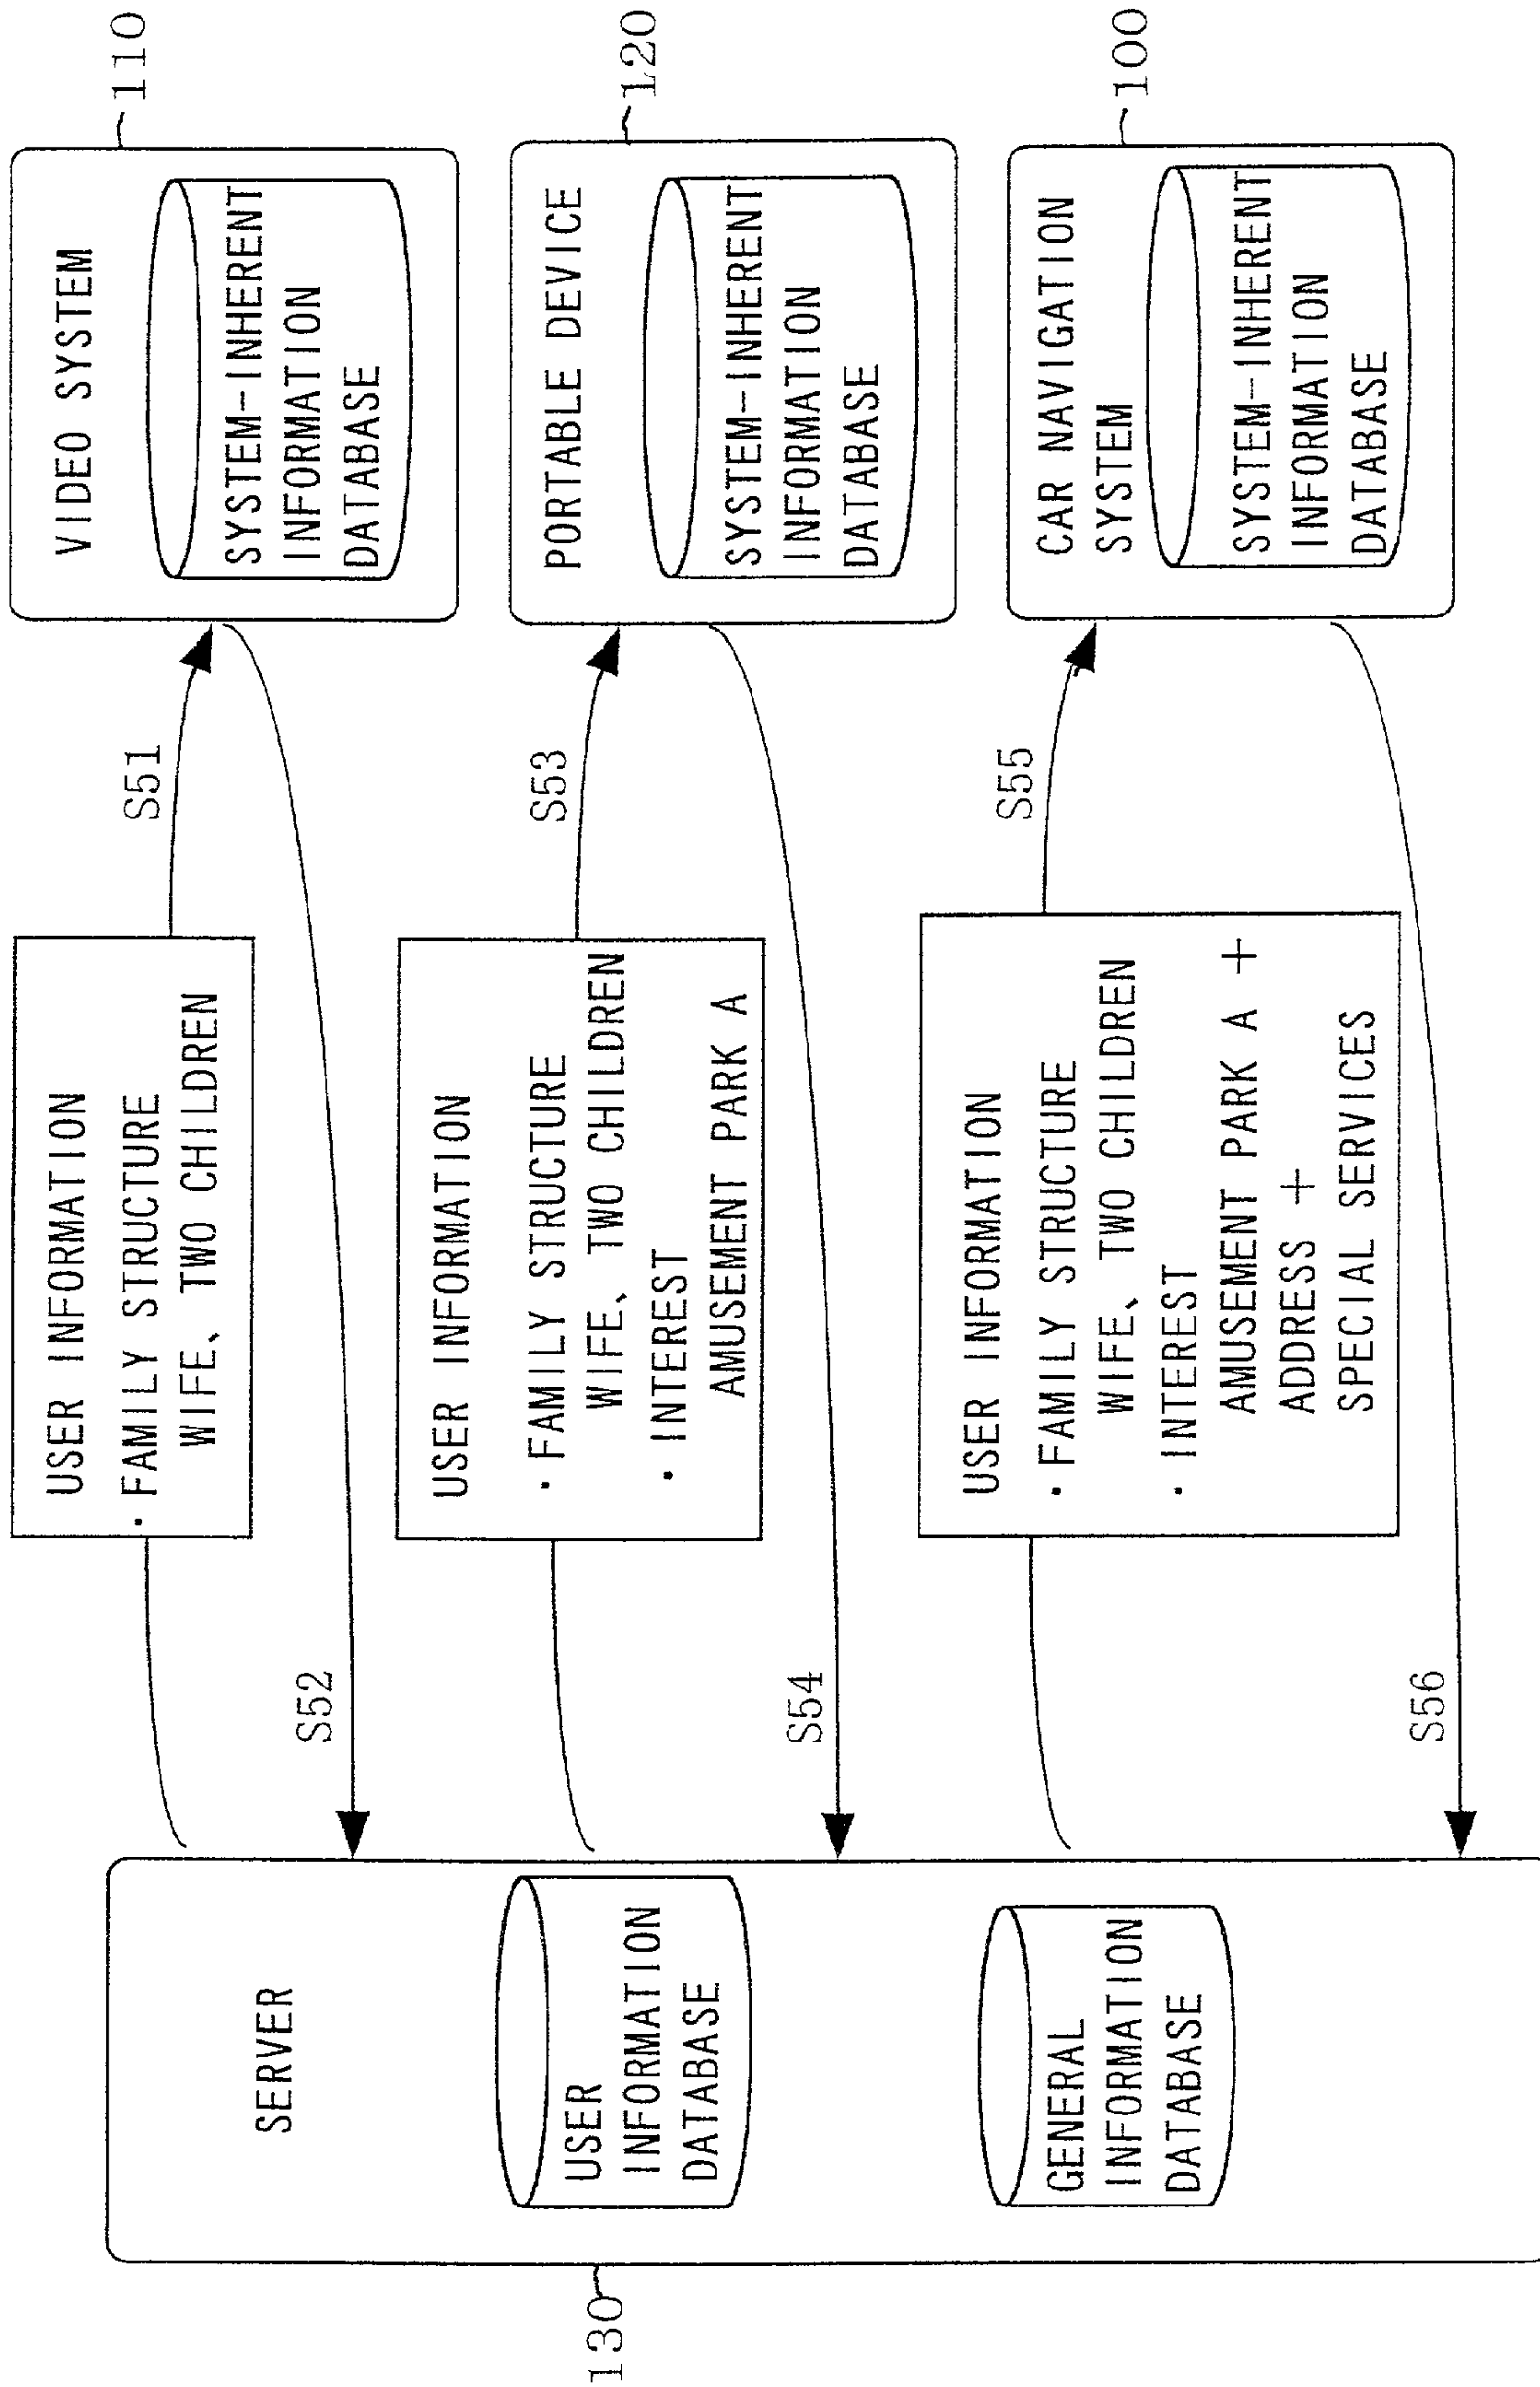 SERVER
USER
INFORMATION
DATABASE
GENERAL
INFORMATION
DATABASE
130
USER INFORMATION
・FAMILY STRUCTURE
WIFE、TWO CHILDREN
S51
S52
VIDEO SYSTEM
SYSTEM-INHERENT
INFORMATION
DATABASE
110
USER INFORMATION
・FAMILY STRUCTURE
WIFE、TWO CHILDREN
・INTEREST
AMUSEMENT PARK A
S53
S54
PORTABLE DEVICE
SYSTEM-INHERENT
INFORMATION
DATABASE
120
USER INFORMATION
・FAMILY STRUCTURE
WIFE、TWO CHILDREN
・INTEREST
AMUSEMENT PARK A +
ADDRESS +
SPECIAL SERVICES
S55
S56
CAR NAVIGATION
SYSTEM
SYSTEM-INHERENT
INFORMATION
DATABASE
100